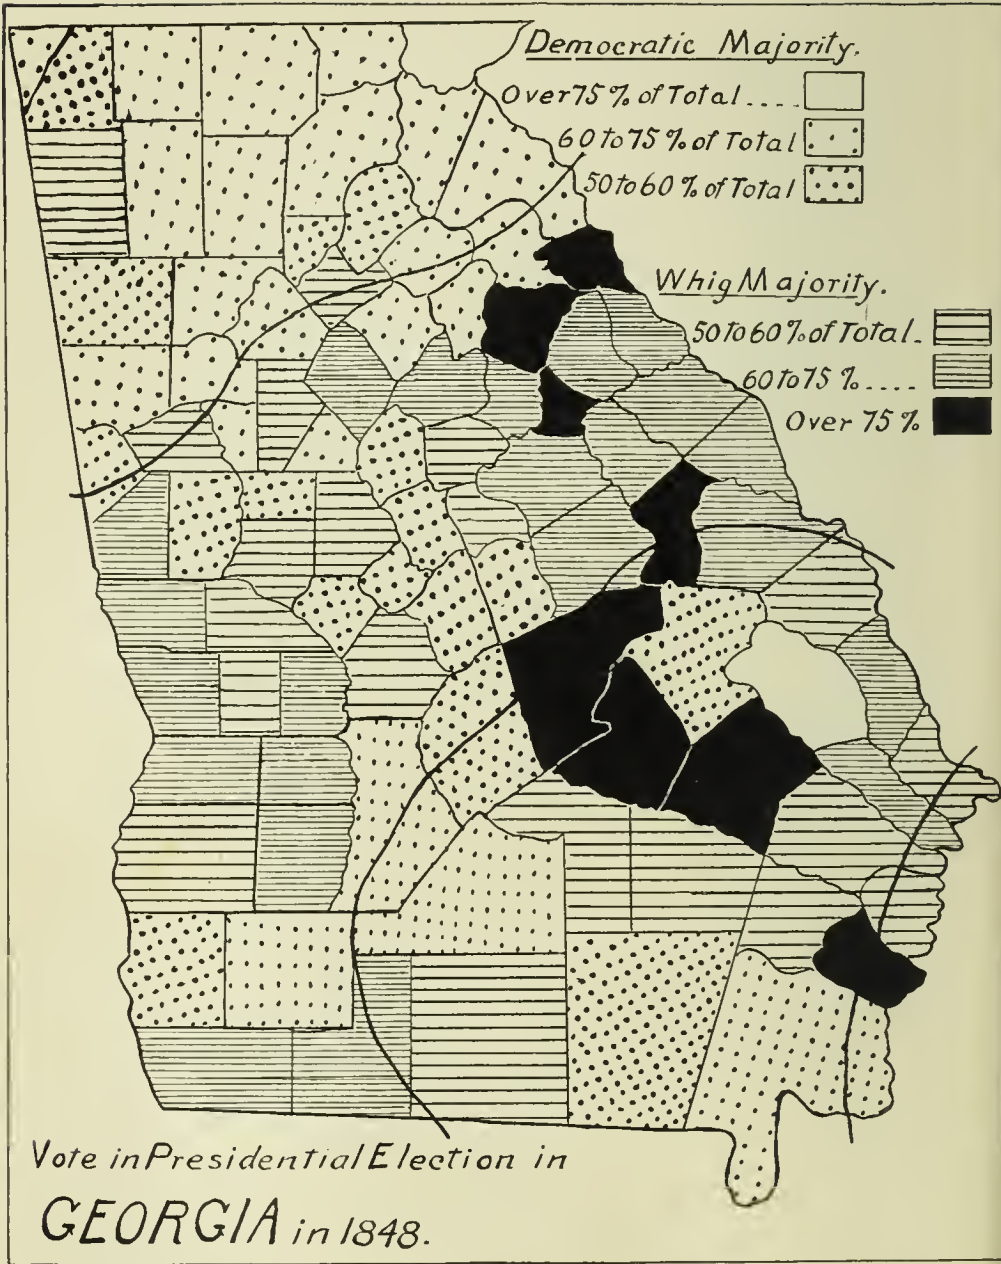 Democratic Majority.
Over 75 % of Total....
60 to 75 % of Total
50 to 60 % of Total
Whig Majority.
50 to 60 % of Total.
60 to 75 %....
Over 75 %
Vote in Presidential Election in
GEORGIA in 1848.